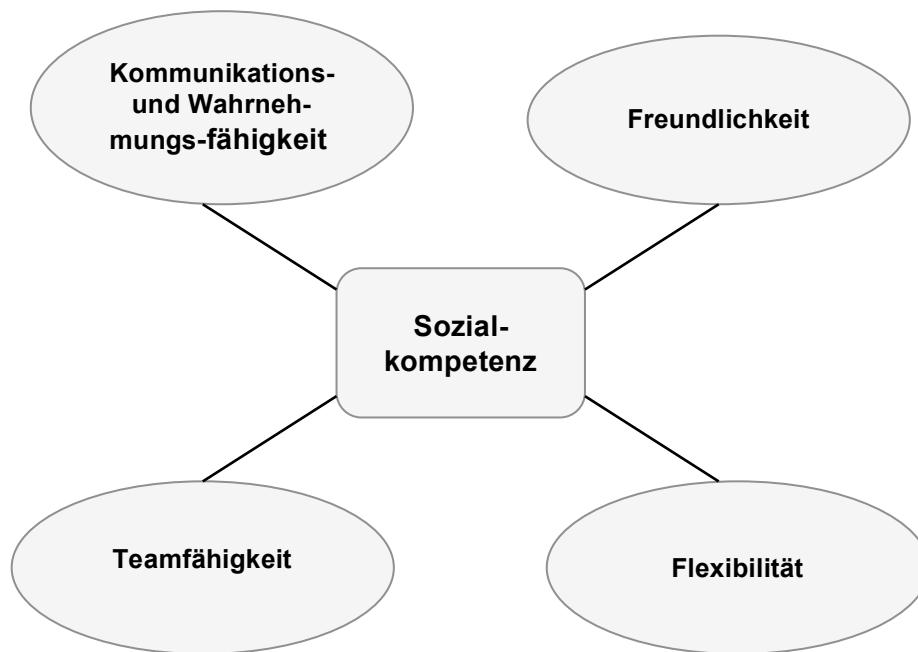 Kommunikations-
und Wahrneh-
mungs-fähigkeit
Freundlichkeit
Sozial-
kompetenz
Teamfähigkeit
Flexibilität